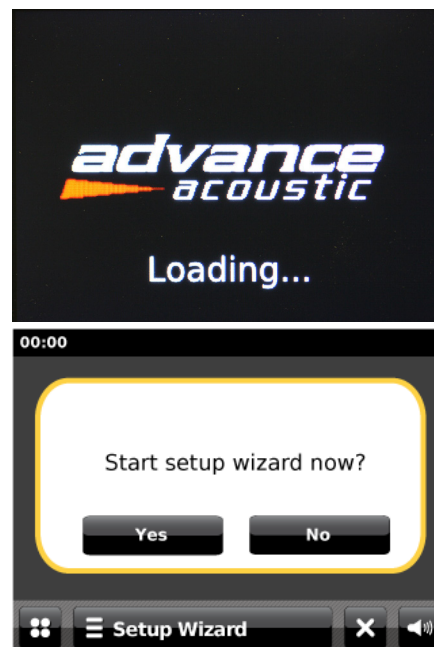 advance
acoustic
Loading...
00:00
Start setup wizard now?
Yes No
Setup Wizard